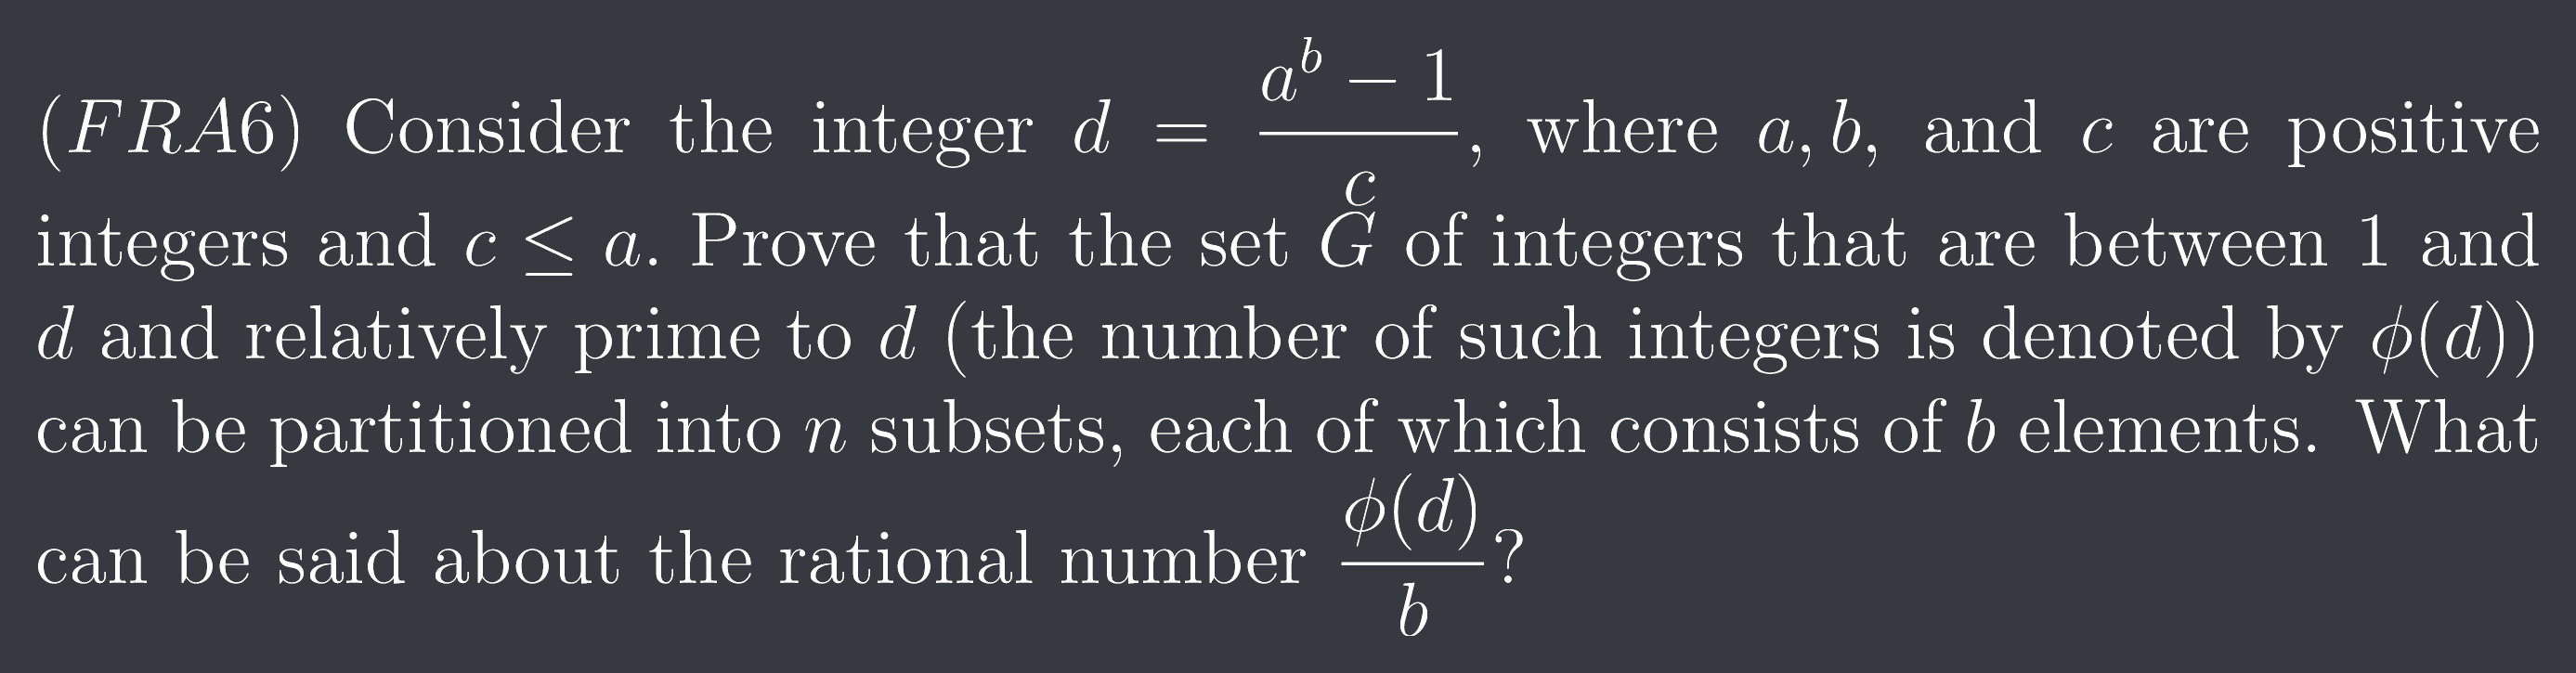 (FRA6) Consider the integer d = \frac{a^b - 1}{c}, where a, b, and c are positive
integers and c ≤ a. Prove that the set G of integers that are between 1 and
d and relatively prime to d (the number of such integers is denoted by ϕ(d))
can be partitioned into n subsets, each of which consists of b elements. What
can be said about the rational number \frac{ϕ(d)}{b}?